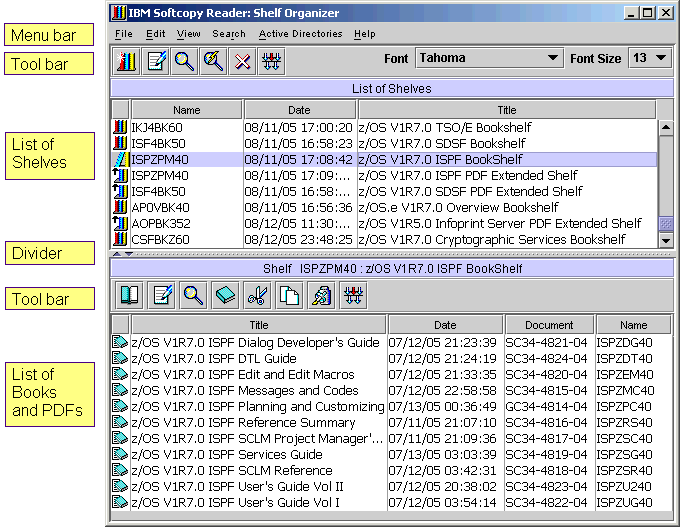 IBM Softcopy Reader: Shelf Organizer
Menu bar
File Edit View Search Active Directories Help
Tool bar
Font Tahoma Font Size 13
List of Shelves
Name Date Title
List of
Shelves
IKJ4BK60 08/11/05 17:00:20 z/OS V1R7.0 TSO/E Bookshelf
ISF4BK50 08/11/05 16:58:23 z/OS V1R7.0 SDSF Bookshelf
ISPZPM40 08/11/05 17:08:42 z/OS V1R7.0 ISPF BookShelf
ISPZPM40 08/11/05 17:09:... z/OS V1R7.0 ISPF PDF Extended Shelf
ISF4BK50 08/11/05 16:58:... z/OS V1R7.0 SDSF PDF Extended Shelf
AP0VBK40 08/11/05 16:56:36 z/OS.e V1R7.0 Overview Bookshelf
AOPBK352 08/12/05 11:30:... z/OS V1R5.0 Infoprint Server PDF Extended Shelf
CSFBKZ60 08/12/05 23:48:25 z/OS V1R7.0 Cryptographic Services Bookshelf
Divider
Shelf ISPZPM40 : z/OS V1R7.0 ISPF BookShelf
Tool bar
Title Date Document Name
List of
Books
and PDFs
z/OS V1R7.0 ISPF Dialog Developer's Guide 07/12/05 21:23:39 SC34-4821-04 ISPZDG40
z/OS V1R7.0 ISPF DTL Guide 07/12/05 21:24:19 SC34-4824-04 ISPZDT40
z/OS V1R7.0 ISPF Edit and Edit Macros 07/12/05 21:33:35 SC34-4820-04 ISPZEM40
z/OS V1R7.0 ISPF Messages and Codes 07/12/05 22:58:58 SC34-4815-04 ISPZMC40
z/OS V1R7.0 ISPF Planning and Customizing 07/13/05 00:36:49 GC34-4814-04 ISPZPC40
z/OS V1R7.0 ISPF Reference Summary 07/11/05 21:07:10 SC34-4816-04 ISPZRS40
z/OS V1R7.0 ISPF SCLM Project Manager'... 07/11/05 21:09:36 SC34-4817-04 ISPZSC40
z/OS V1R7.0 ISPF Services Guide 07/13/05 03:03:39 SC34-4819-04 ISPZSG40
z/OS V1R7.0 ISPF SCLM Reference 07/12/05 03:42:31 SC34-4818-04 ISPZSR40
z/OS V1R7.0 ISPF User's Guide Vol II 07/12/05 20:38:02 SC34-4823-04 ISPZU240
z/OS V1R7.0 ISPF User's Guide Vol I 07/12/05 03:54:14 SC34-4822-04 ISPZUG40